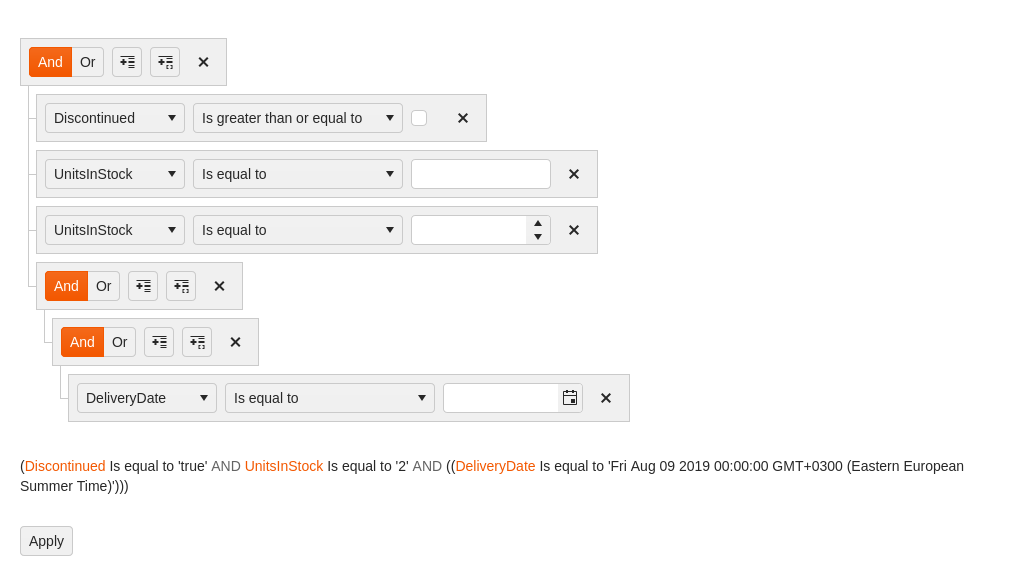 And Or
Discontinued Is greater than or equal to
UnitsInStock Is equal to
UnitsInStock Is equal to
And Or
And Or
DeliveryDate Is equal to
(Discontinued Is equal to 'true' AND UnitsInStock Is equal to '2' AND ((DeliveryDate Is equal to 'Fri Aug 09 2019 00:00:00 GMT+0300 (Eastern European
Summer Time)')))
Apply